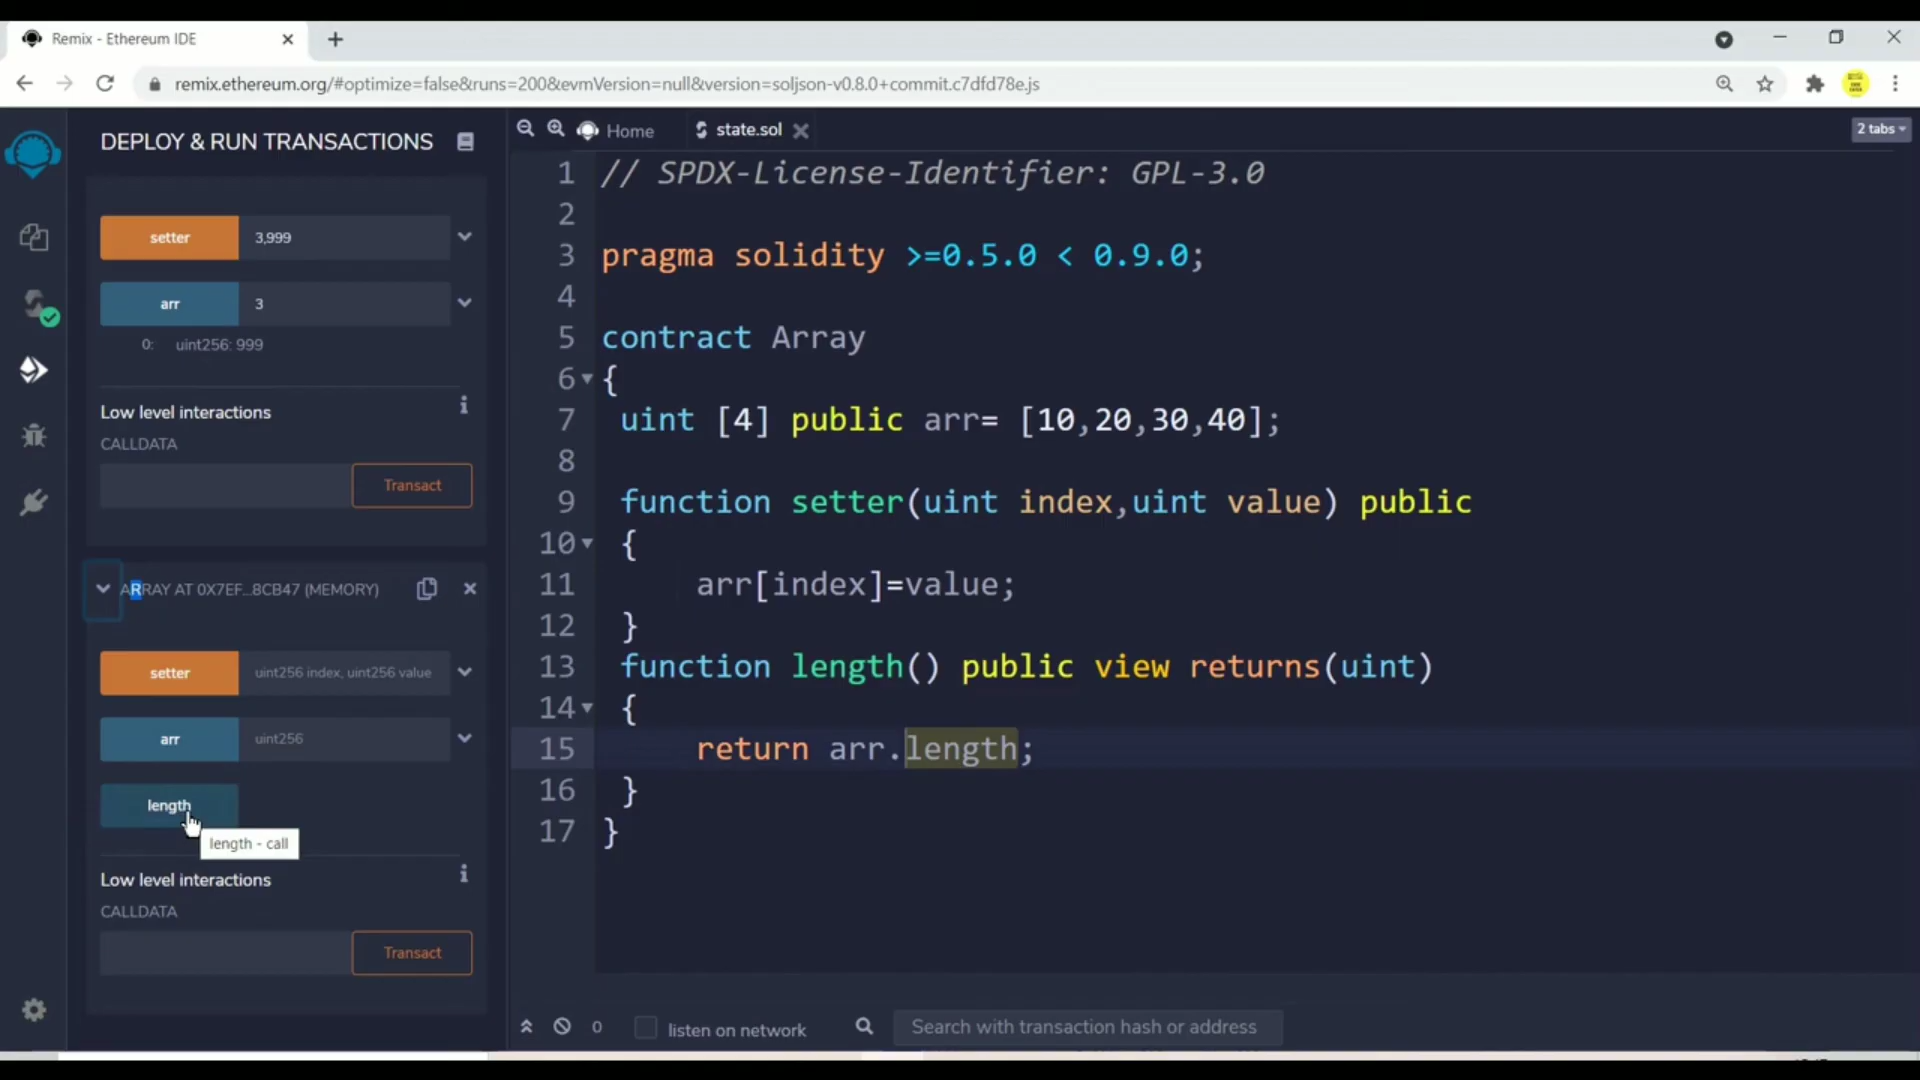 Remix - Ethereum IDE
remix.ethereum.org/#optimize=false&runs=200&evmVersion=null&version=soljson-v0.8.0+commit.c7dfd78e.js
DEPLOY & RUN TRANSACTIONS
setter 3,999
arr 3
0: uint256: 999
Low level interactions
CALLDATA
Transact
ARRAY AT 0X7EF...8CB47 (MEMORY)
setter uint256 index, uint256 value
arr uint256
length
length - call
Low level interactions
CALLDATA
Transact
Home state.sol
2 tabs
1 // SPDX-License-Identifier: GPL-3.0
2
3 pragma solidity >=0.5.0 < 0.9.0;
4
5 contract Array
6 {
7 uint [4] public arr= [10,20,30,40];
8
9 function setter(uint index,uint value) public
10 {
11 arr[index]=value;
12 }
13 function length() public view returns(uint)
14 {
15 return arr.length;
16 }
17 }
0 listen on network Search with transaction hash or address